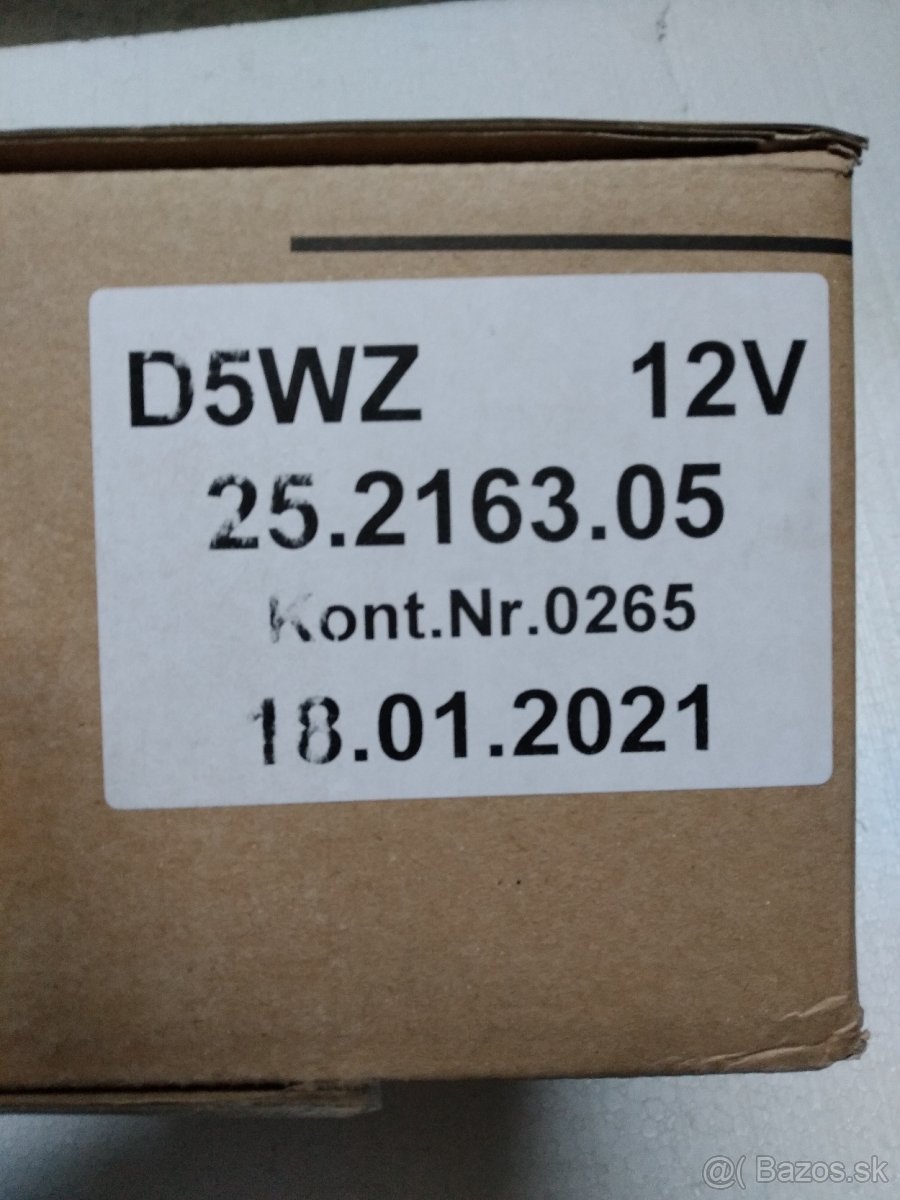 D5WZ 12V
25.2163.05
Kont.Nr.0265
18.01.2021
@( Bazos.sk